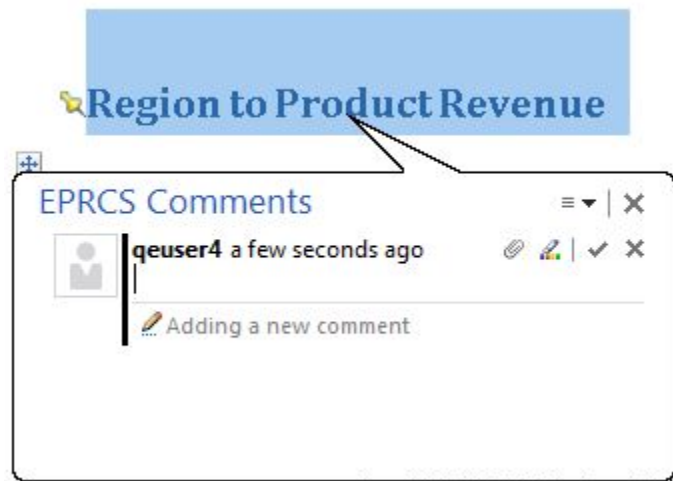 Region to Product Revenue
EPRCS Comments
qeuser4 a few seconds ago
Adding a new comment